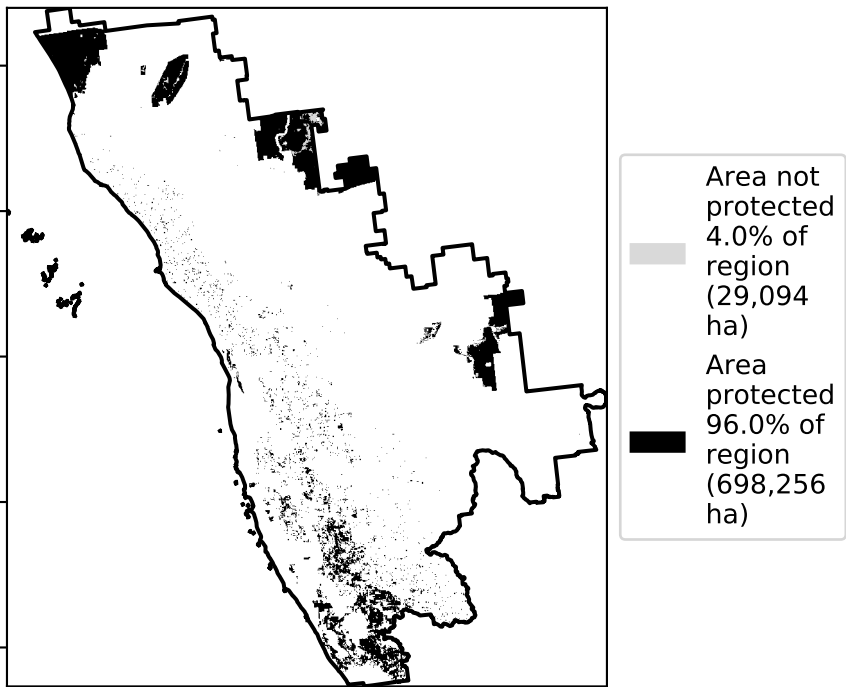 Area not
protected
4.0% of
region
(29,094
ha)
Area
protected
96.0% of
region
(698,256
ha)